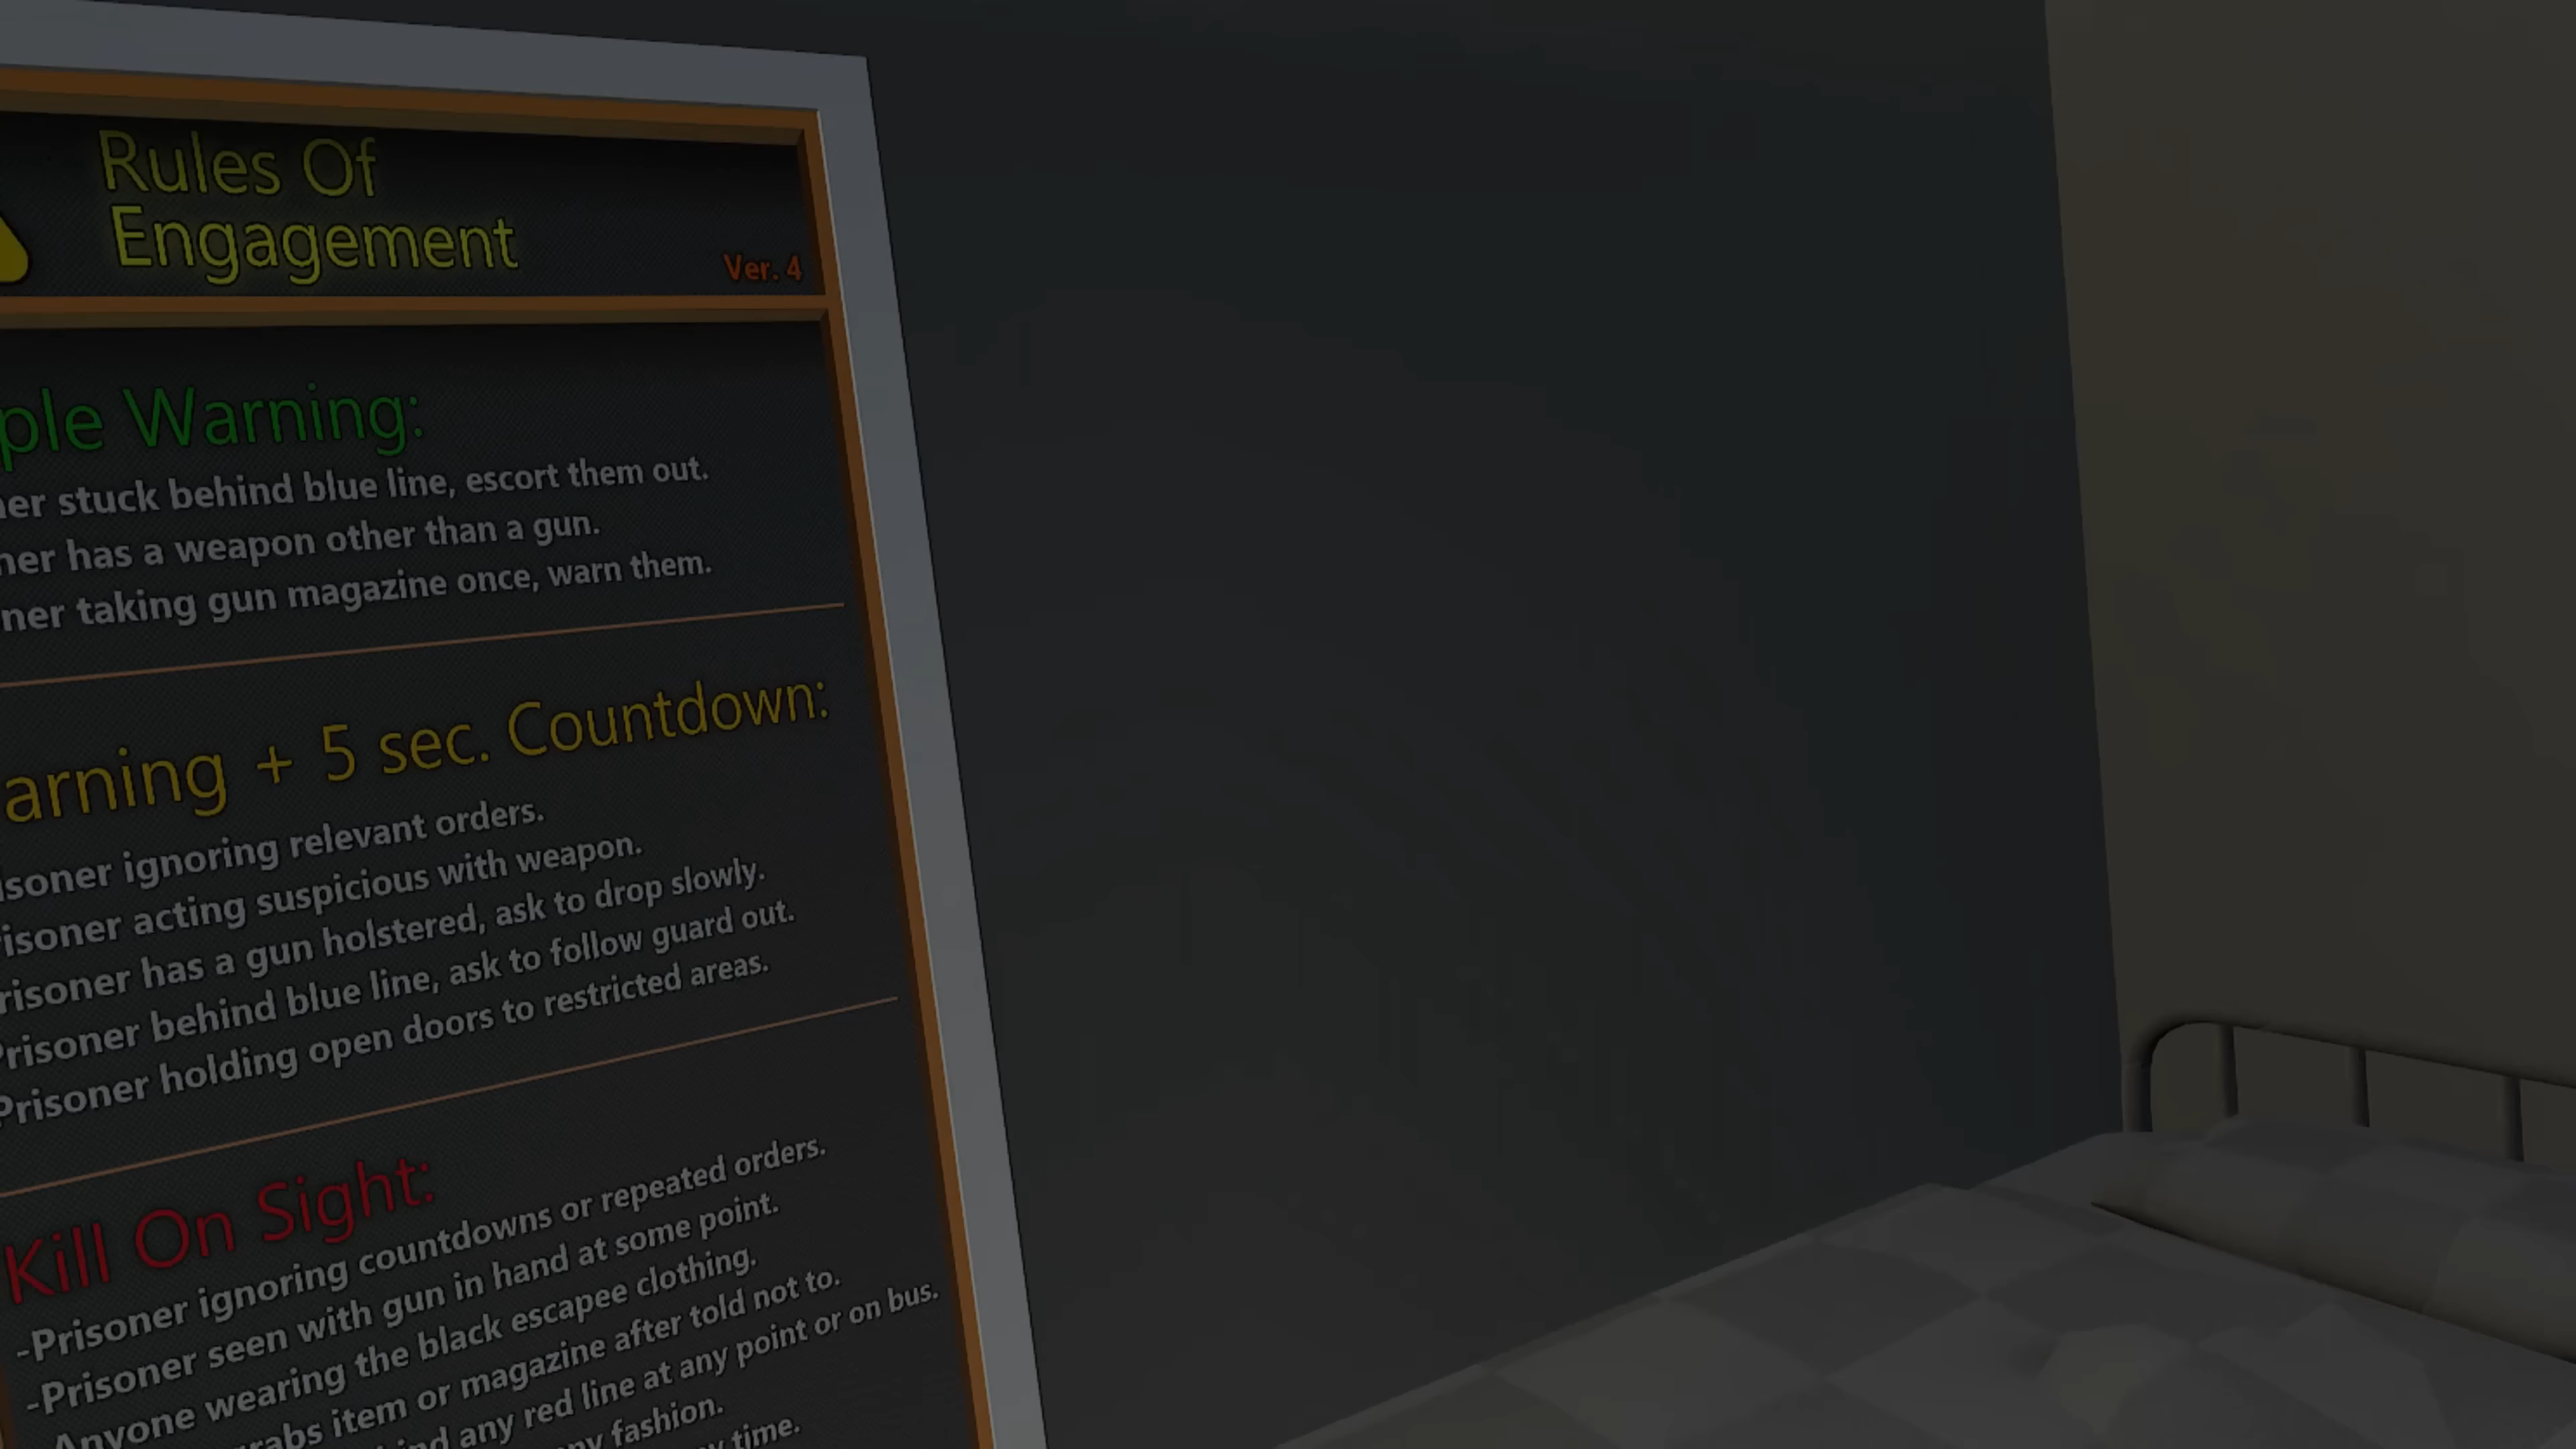 Rules Of
Engagement
Ver. 4
ple Warning:
ner stuck behind blue line, escort them out.
ner has a weapon other than a gun.
ner taking gun magazine once, warn them.
arning + 5 sec. Countdown:
isoner ignoring relevant orders.
risoner acting suspicious with weapon.
risoner has a gun holstered, ask to drop slowly.
Prisoner behind blue line, ask to follow guard out.
Prisoner holding open doors to restricted areas.
Kill On Sight:
-Prisoner ignoring countdowns or repeated orders.
-Prisoner seen with gun in hand at some point.
-Anyone wearing the black escapee clothing.
rabs item or magazine after told not to.
ind any red line at any point or on bus.
ny fashion.
y time.